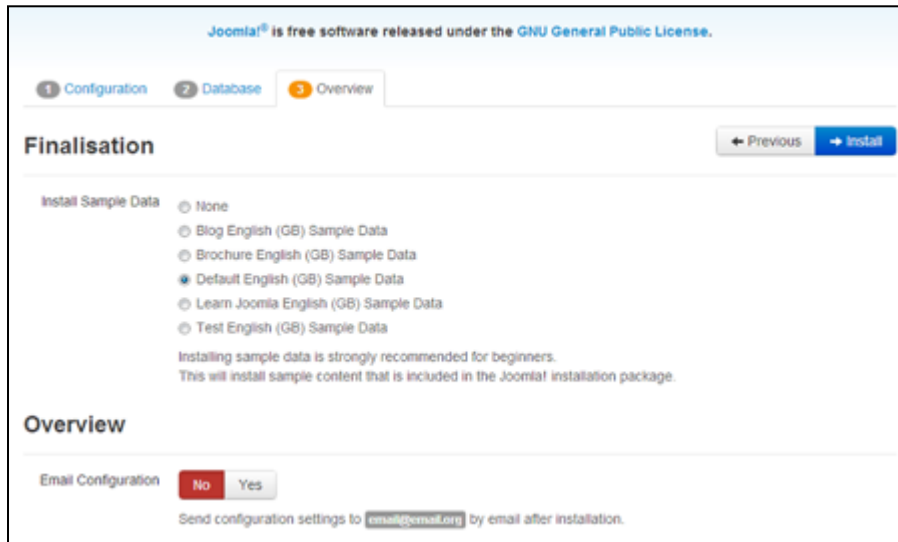 Joomla!® is free software released under the GNU General Public License.
1 Configuration 2 Database 3 Overview
Finalisation
← Previous → Install
Install Sample Data
None
Blog English (GB) Sample Data
Brochure English (GB) Sample Data
Default English (GB) Sample Data
Learn Joomla English (GB) Sample Data
Test English (GB) Sample Data
Installing sample data is strongly recommended for beginners.
This will install sample content that is included in the Joomla! installation package.
Overview
Email Configuration No Yes
Send configuration settings to email@email.org by email after installation.